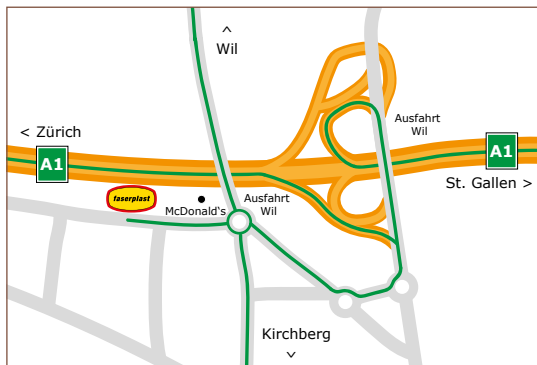 ^
Wil
< Zürich
A1
Ausfahrt
Wil
A1
St. Gallen >
faserplast
McDonald's
Ausfahrt
Wil
Kirchberg
v